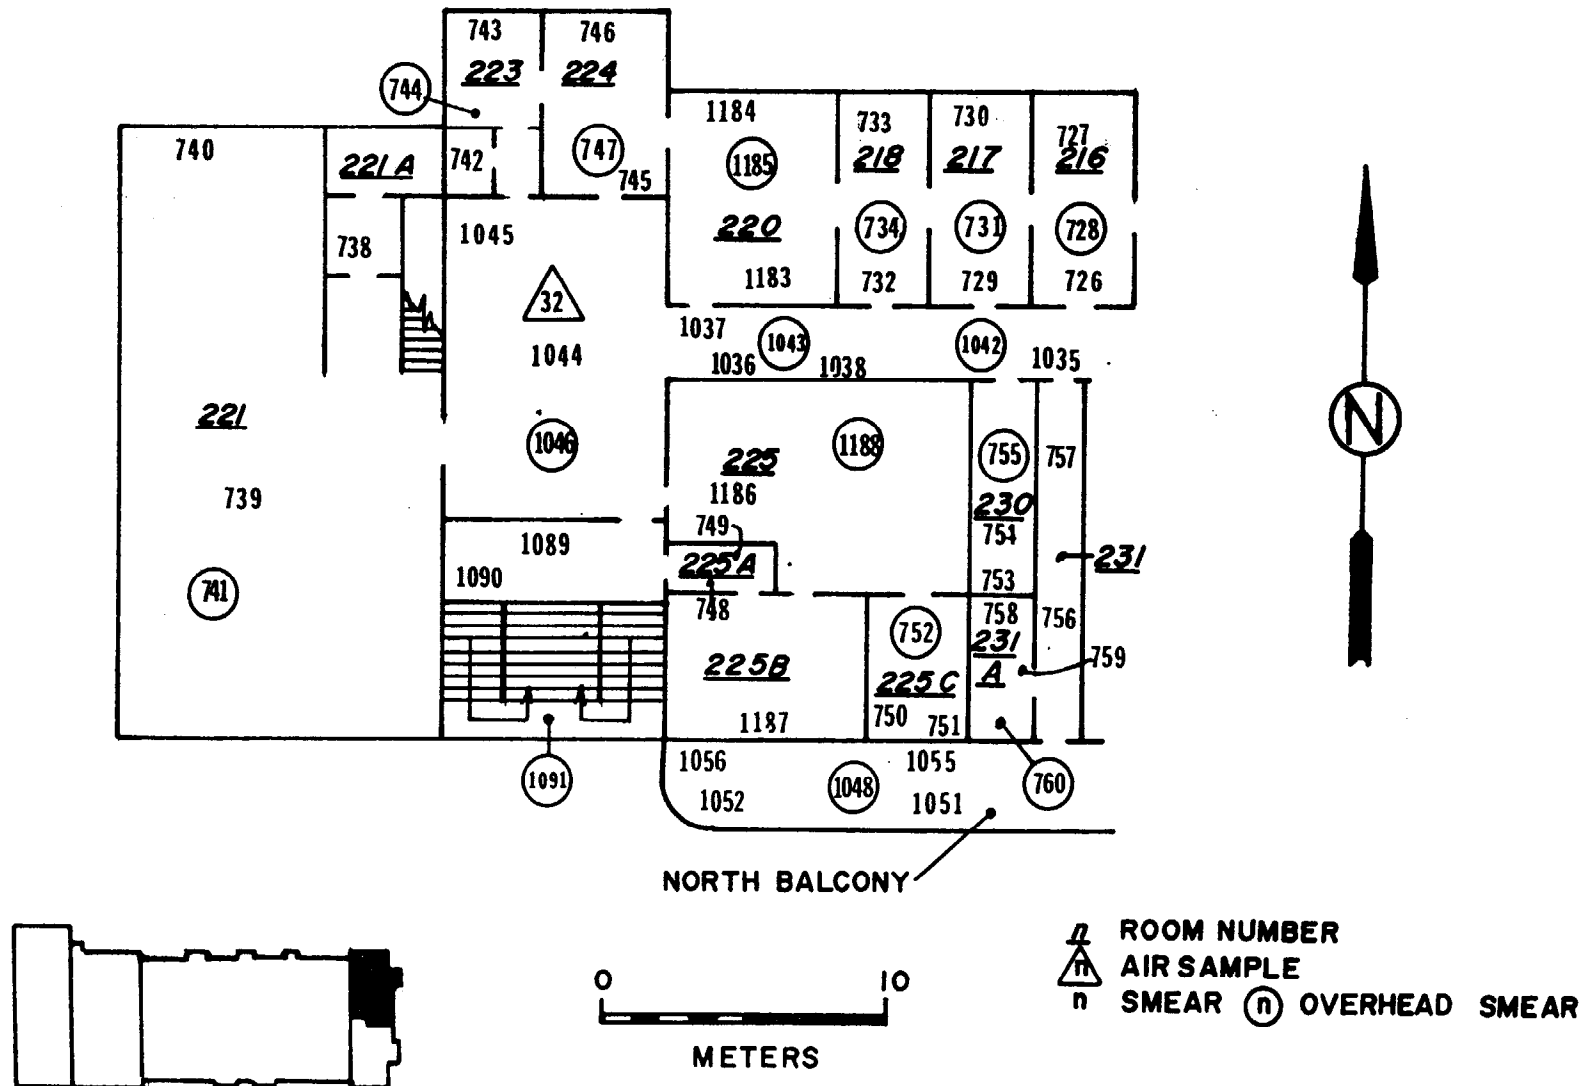 743 746
223 224
744
1184 733 730 727
218 217 216
740 221A 742 747 745 1185
220 734 731 728
738 1045
1183 732 729 726
32
1037 1043 1042
1044 1036 1038 1035
221
1046 225 1188 755 757
739 1186 230
749 754 231
1089 225A 753
1090 748 758 756
741 752 231 A 759
225B 225C
1187 750 751
1056 1055
1091 1052 1048 1051 760
NORTH BALCONY
N
n ROOM NUMBER
n AIR SAMPLE
n SMEAR n OVERHEAD SMEAR
0 10
METERS